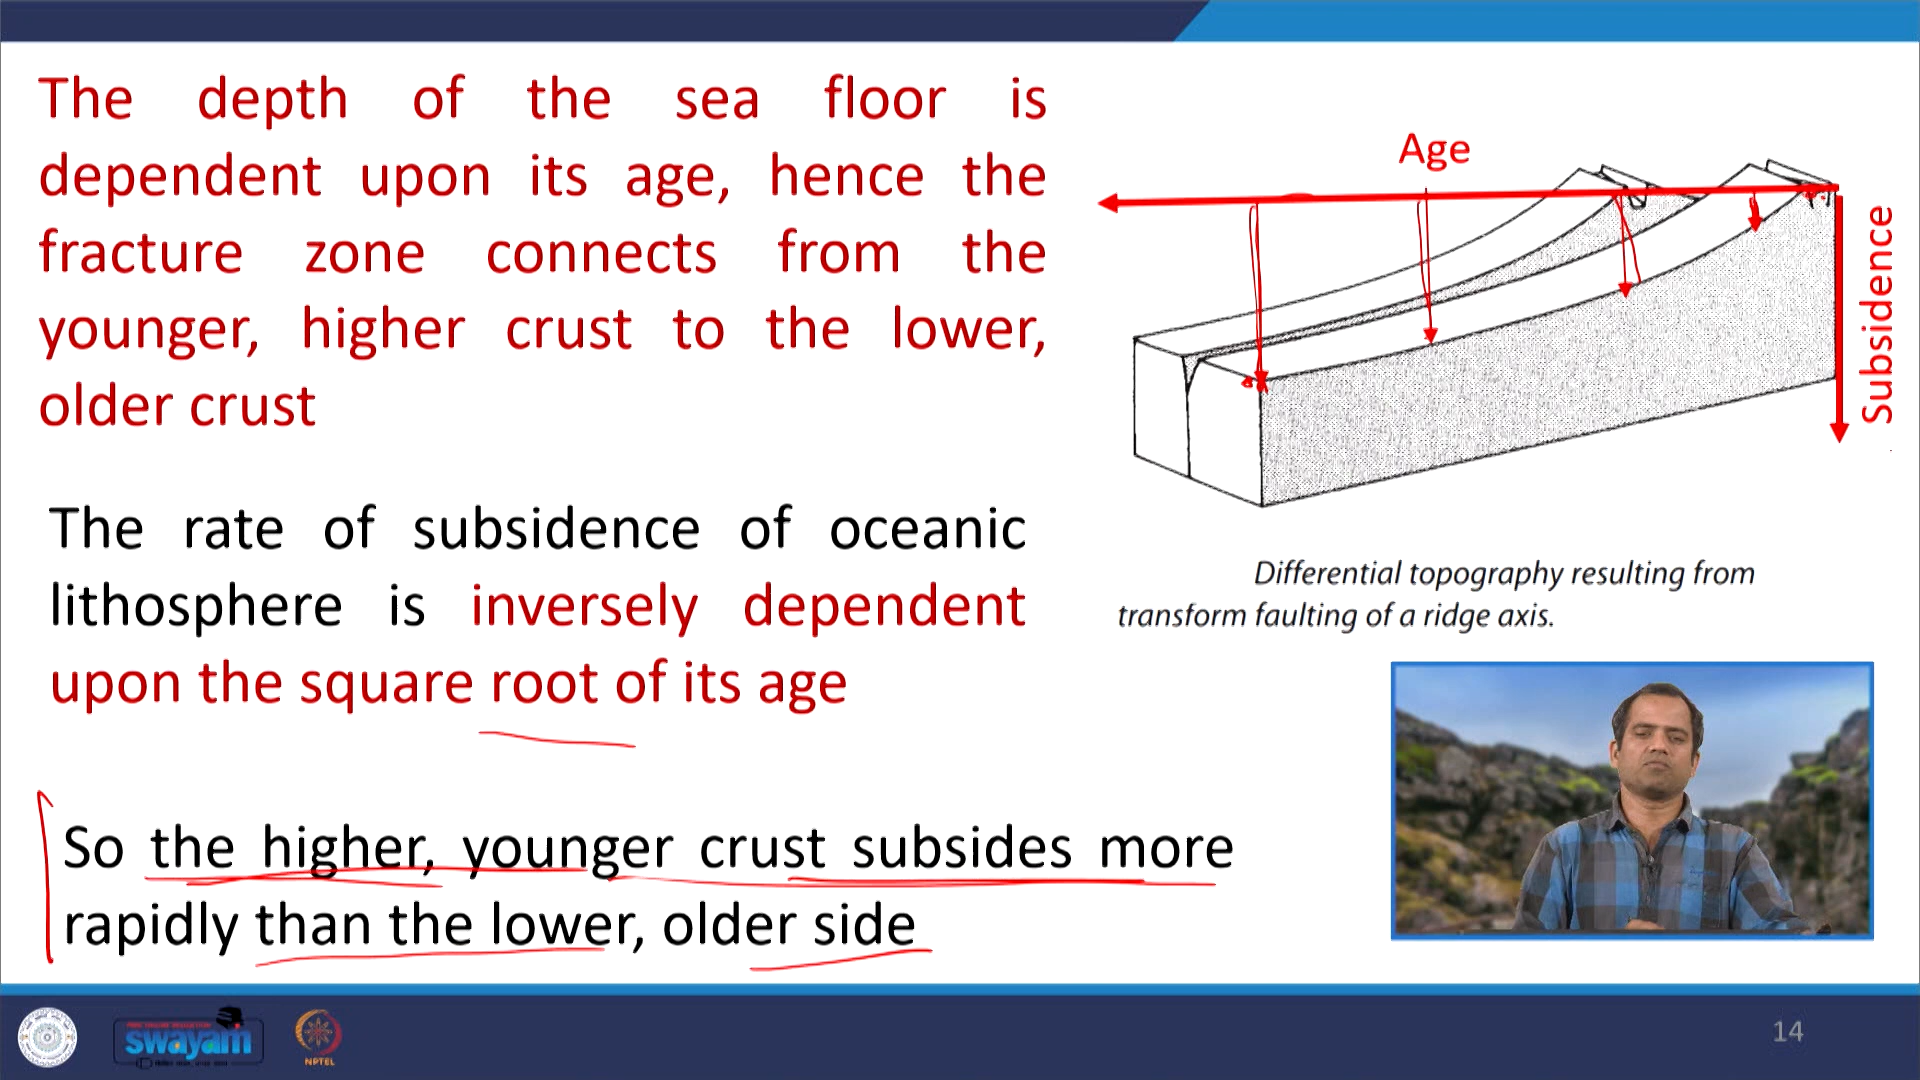 The depth of the sea floor is
dependent upon its age, hence the
fracture zone connects from the
younger, higher crust to the lower,
older crust
The rate of subsidence of oceanic
lithosphere is inversely dependent
upon the square root of its age
So the higher, younger crust subsides more
rapidly than the lower, older side
Age
Subsidence
Differential topography resulting from
transform faulting of a ridge axis.
swayam
NPTEL
14